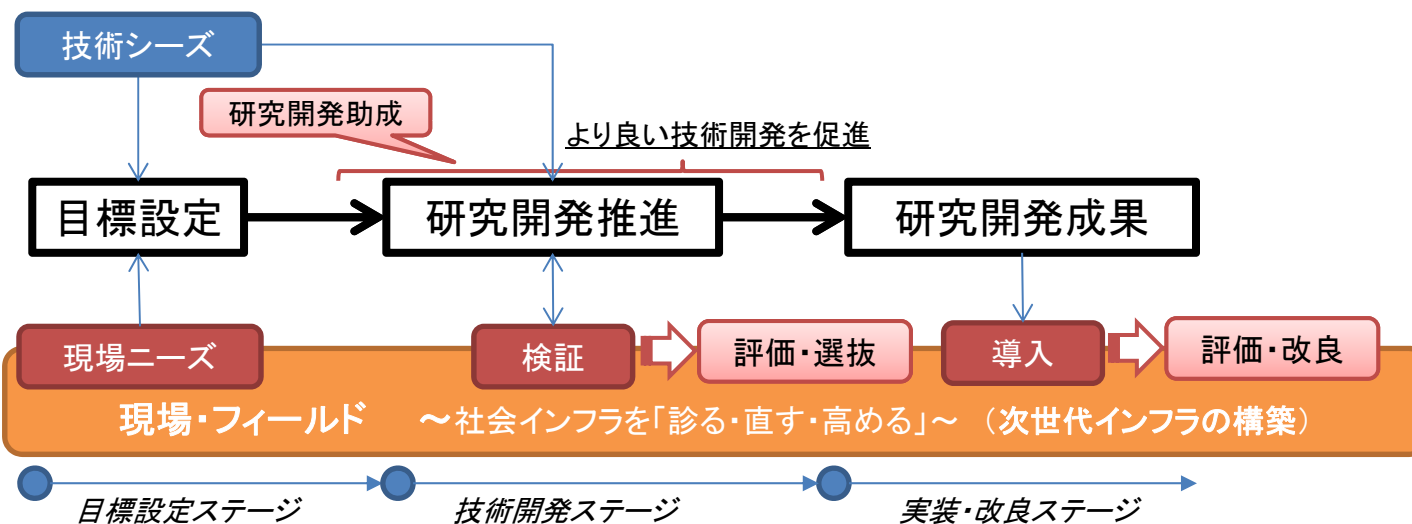 技術シーズ
研究開発助成
より良い技術開発を促進
目標設定
研究開発推進
研究開発成果
現場ニーズ
検証
評価・選抜
導入
評価・改良
現場・フィールド ～社会インフラを「診る・直す・高める」～ （次世代インフラの構築）
目標設定ステージ
技術開発ステージ
実装・改良ステージ